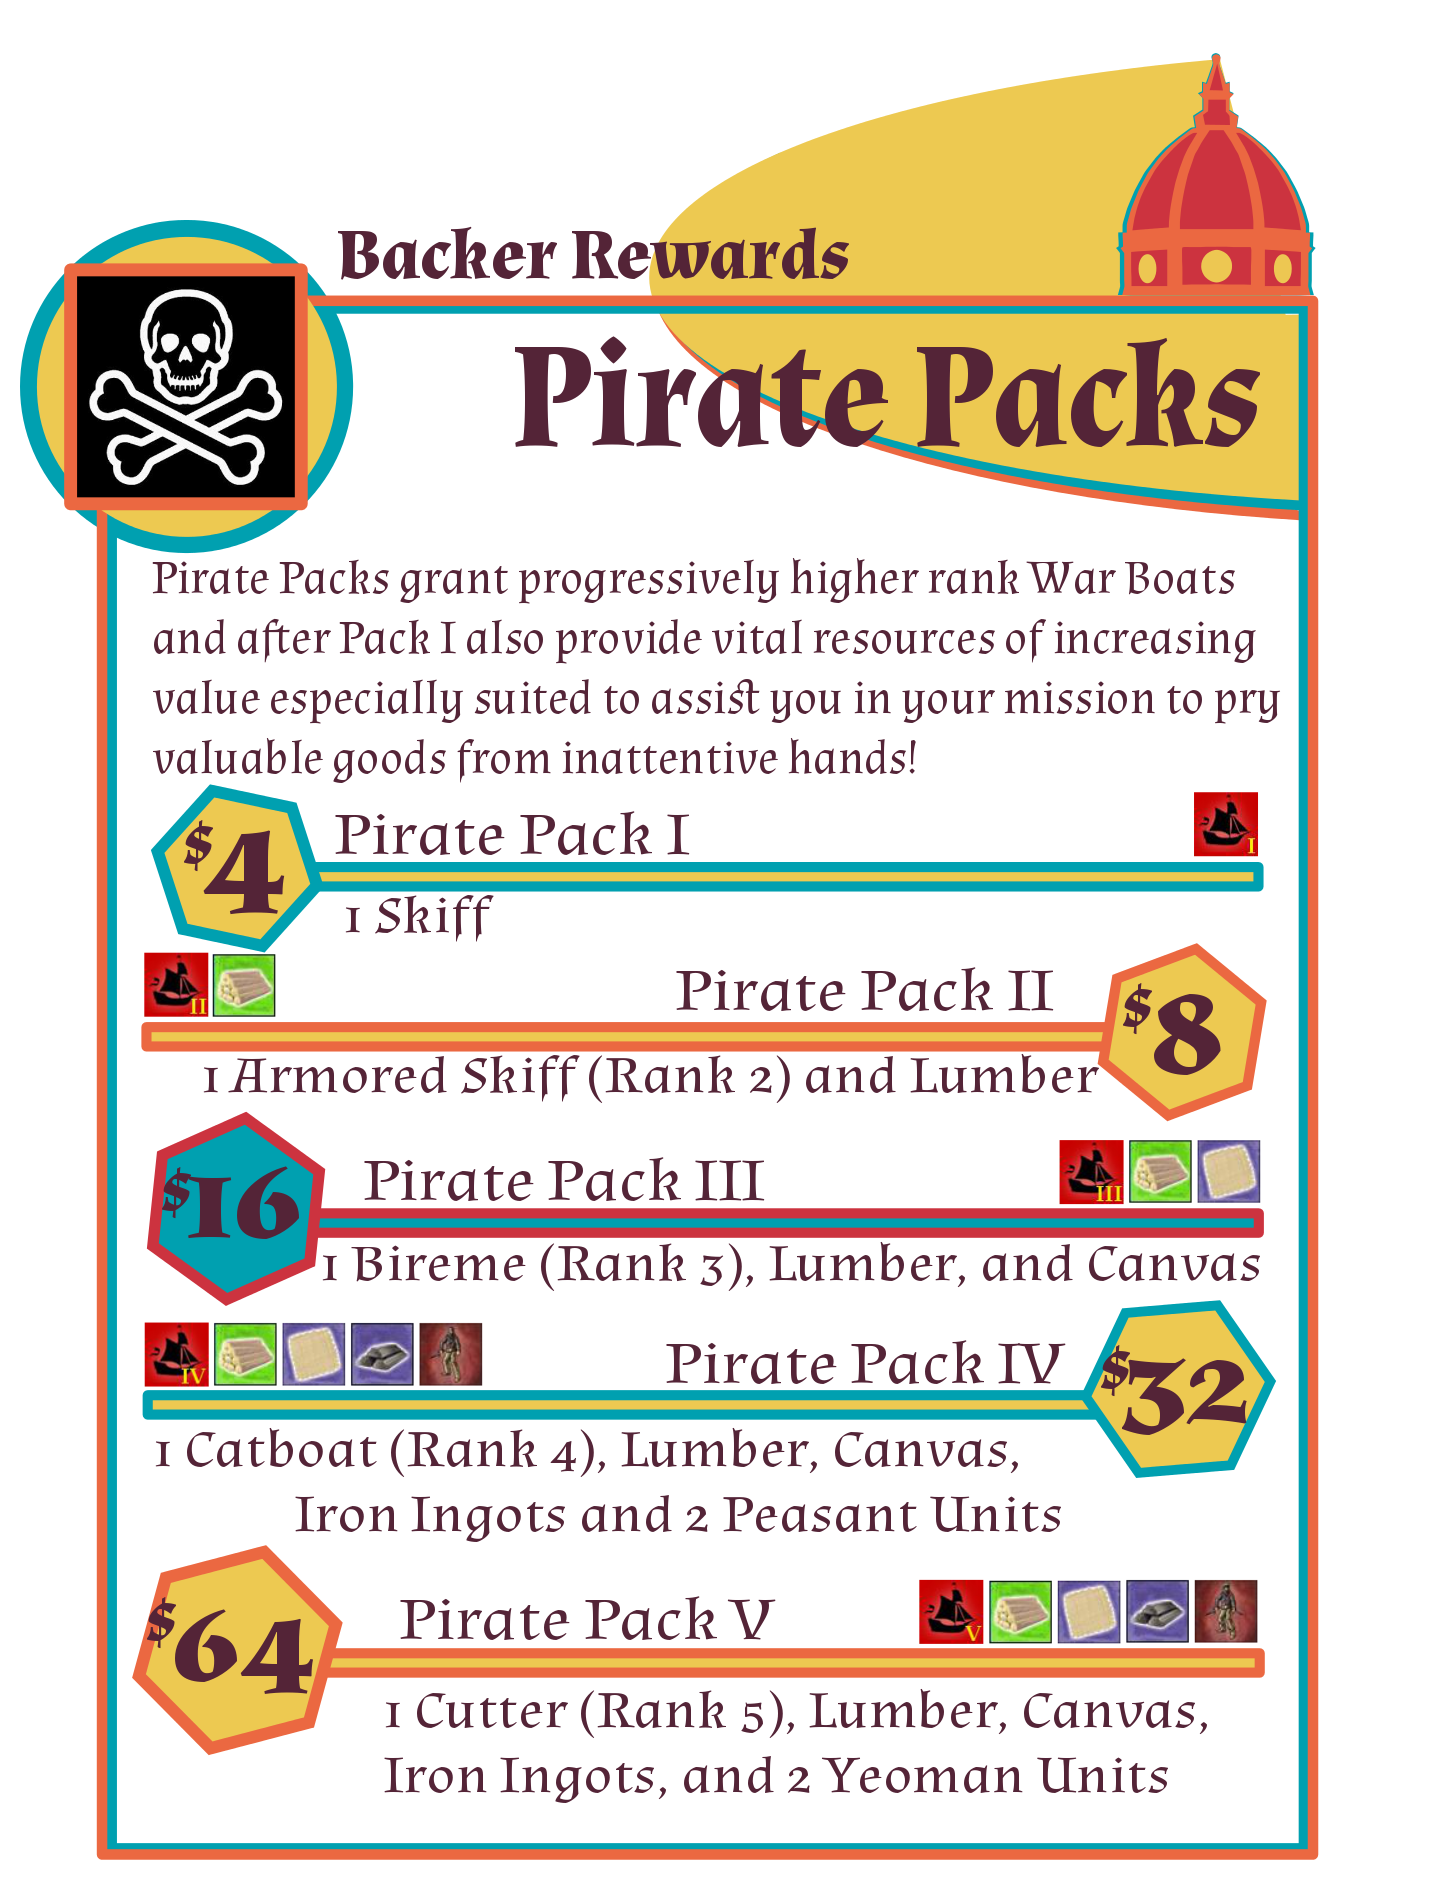 Backer Rewards
Pirate Packs
Pirate Packs grant progressively higher rank War Boats
and after Pack I also provide vital resources of increasing
value especially suited to assist you in your mission to pry
valuable goods from inattentive hands!
$4
Pirate Pack I
I
1 Skiff
II
Pirate Pack II
$8
1 Armored Skiff (Rank 2) and Lumber
$16
Pirate Pack III
III
1 Bireme (Rank 3), Lumber, and Canvas
IV
Pirate Pack IV
$32
1 Catboat (Rank 4), Lumber, Canvas,
Iron Ingots and 2 Peasant Units
$64
Pirate Pack V
V
1 Cutter (Rank 5), Lumber, Canvas,
Iron Ingots, and 2 Yeoman Units